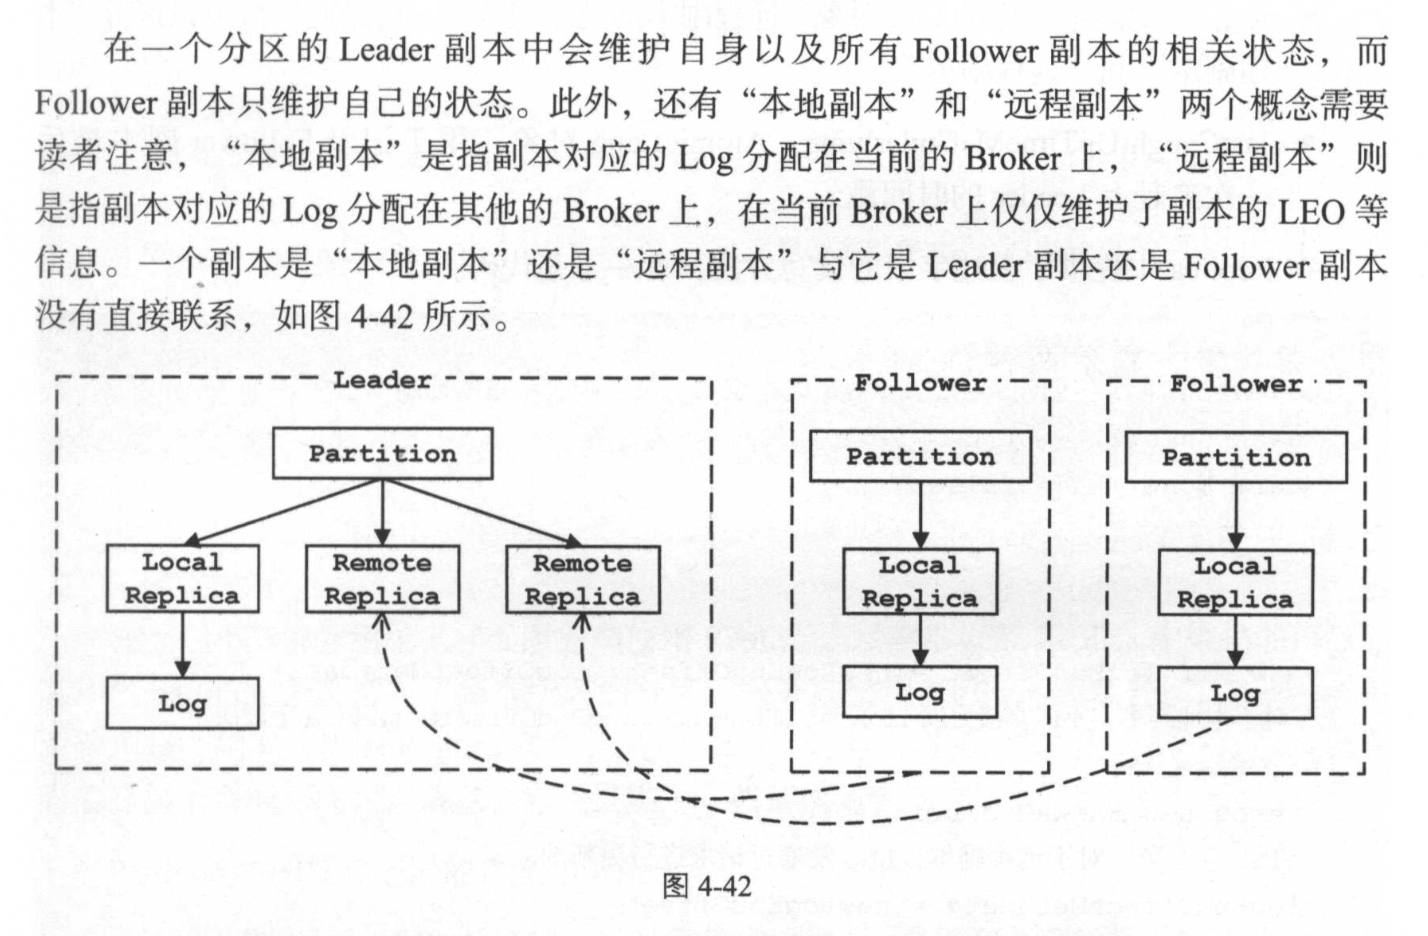 在一个分区的 Leader 副本中会维护自身以及所有 Follower 副本的相关状态，而
Follower 副本只维护自己的状态。此外，还有“本地副本”和“远程副本”两个概念需要
读者注意，“本地副本”是指副本对应的 Log 分配在当前的 Broker 上，“远程副本”则
是指副本对应的 Log 分配在其他的 Broker 上，在当前 Broker 上仅仅维护了副本的 LEO 等
信息。一个副本是“本地副本”还是“远程副本”与它是 Leader 副本还是 Follower 副本
没有直接联系，如图 4-42 所示。
Leader
Partition
Local
Replica
Remote
Replica
Remote
Replica
Log
Follower
Partition
Local
Replica
Log
Follower
Partition
Local
Replica
Log
图 4-42